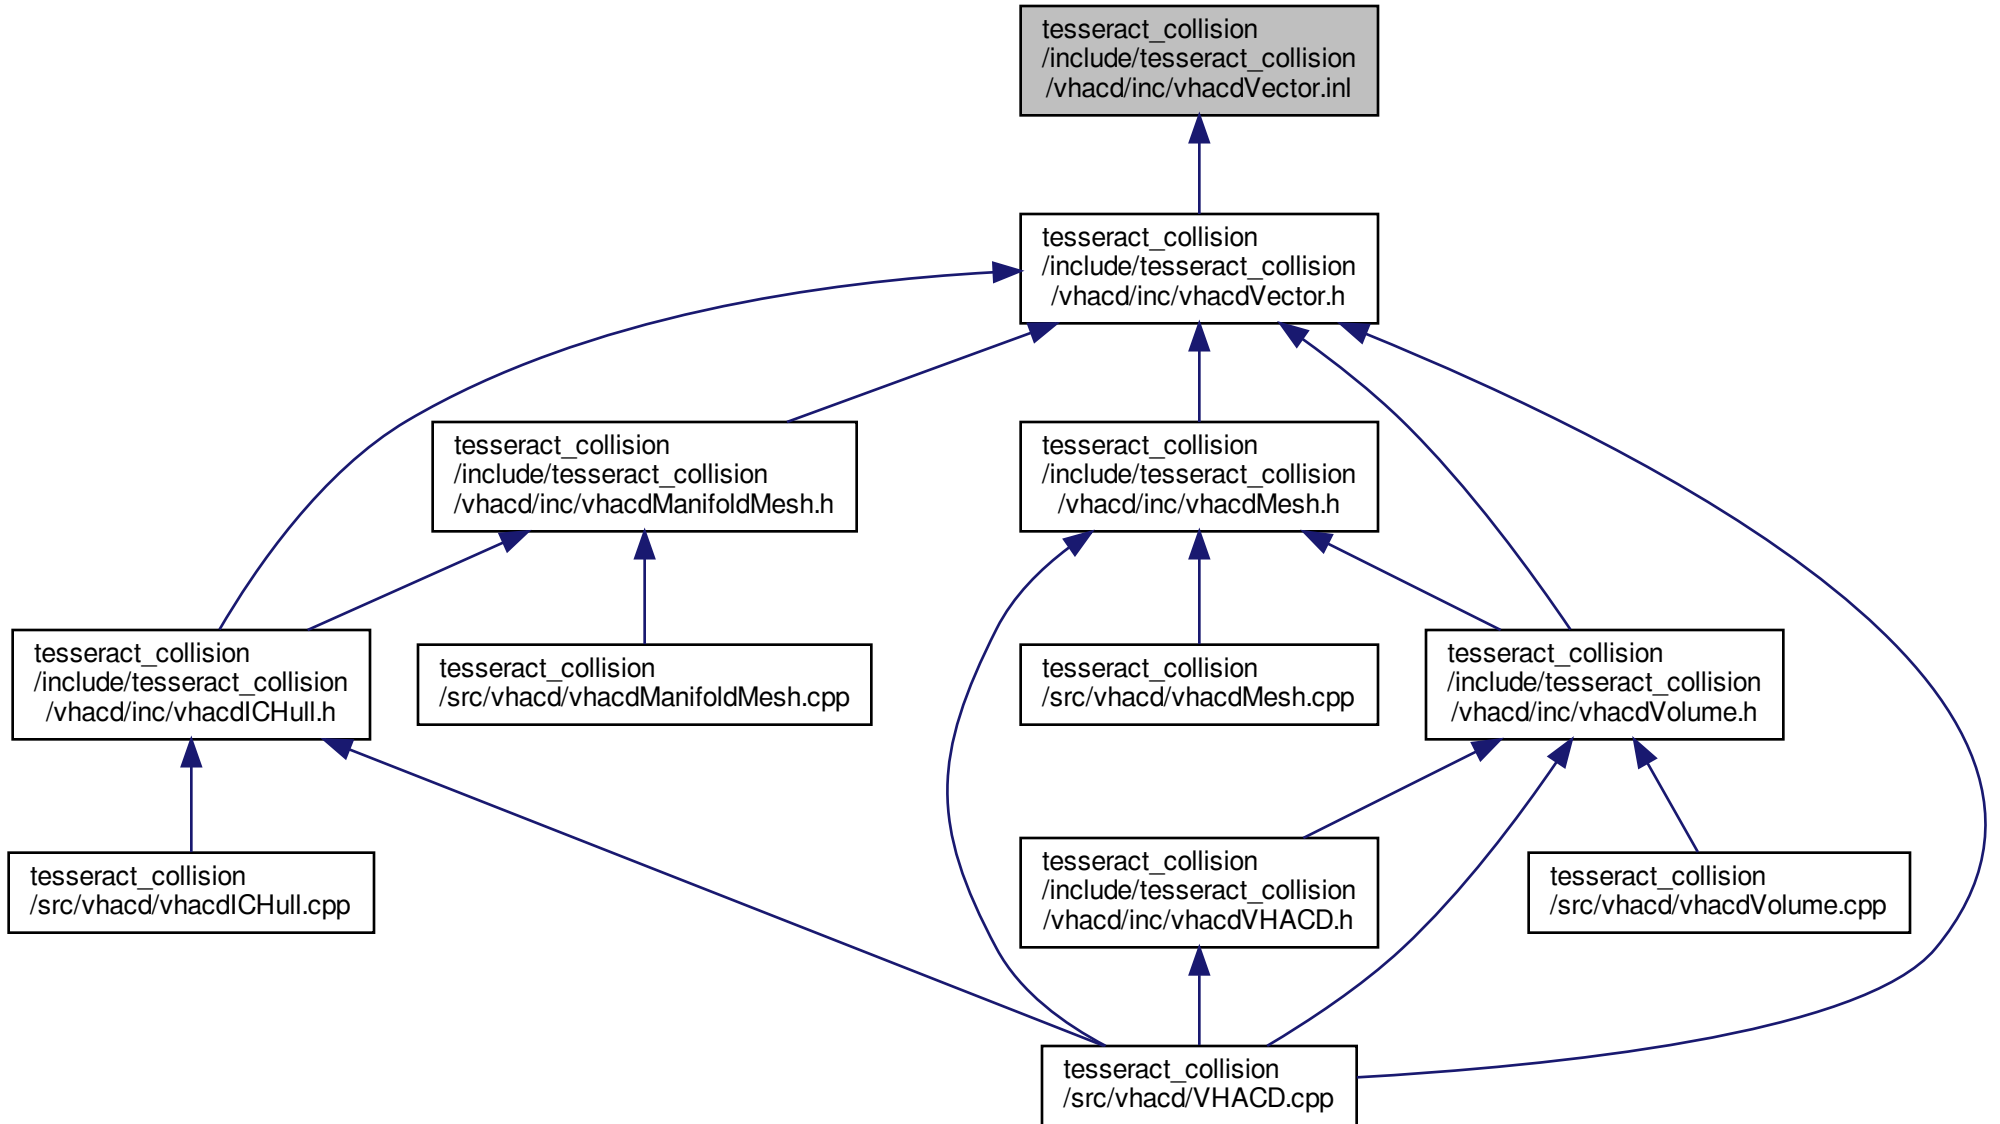 tesseract_collision
/include/tesseract_collision
/vhacd/inc/vhacdVector.inl
tesseract_collision
/include/tesseract_collision
/vhacd/inc/vhacdVector.h
tesseract_collision
/include/tesseract_collision
/vhacd/inc/vhacdManifoldMesh.h
tesseract_collision
/include/tesseract_collision
/vhacd/inc/vhacdMesh.h
tesseract_collision
/include/tesseract_collision
/vhacd/inc/vhacdICHull.h
tesseract_collision
/src/vhacd/vhacdManifoldMesh.cpp
tesseract_collision
/src/vhacd/vhacdMesh.cpp
tesseract_collision
/include/tesseract_collision
/vhacd/inc/vhacdVolume.h
tesseract_collision
/src/vhacd/vhacdICHull.cpp
tesseract_collision
/include/tesseract_collision
/vhacd/inc/vhacdVHACD.h
tesseract_collision
/src/vhacd/vhacdVolume.cpp
tesseract_collision
/src/vhacd/VHACD.cpp